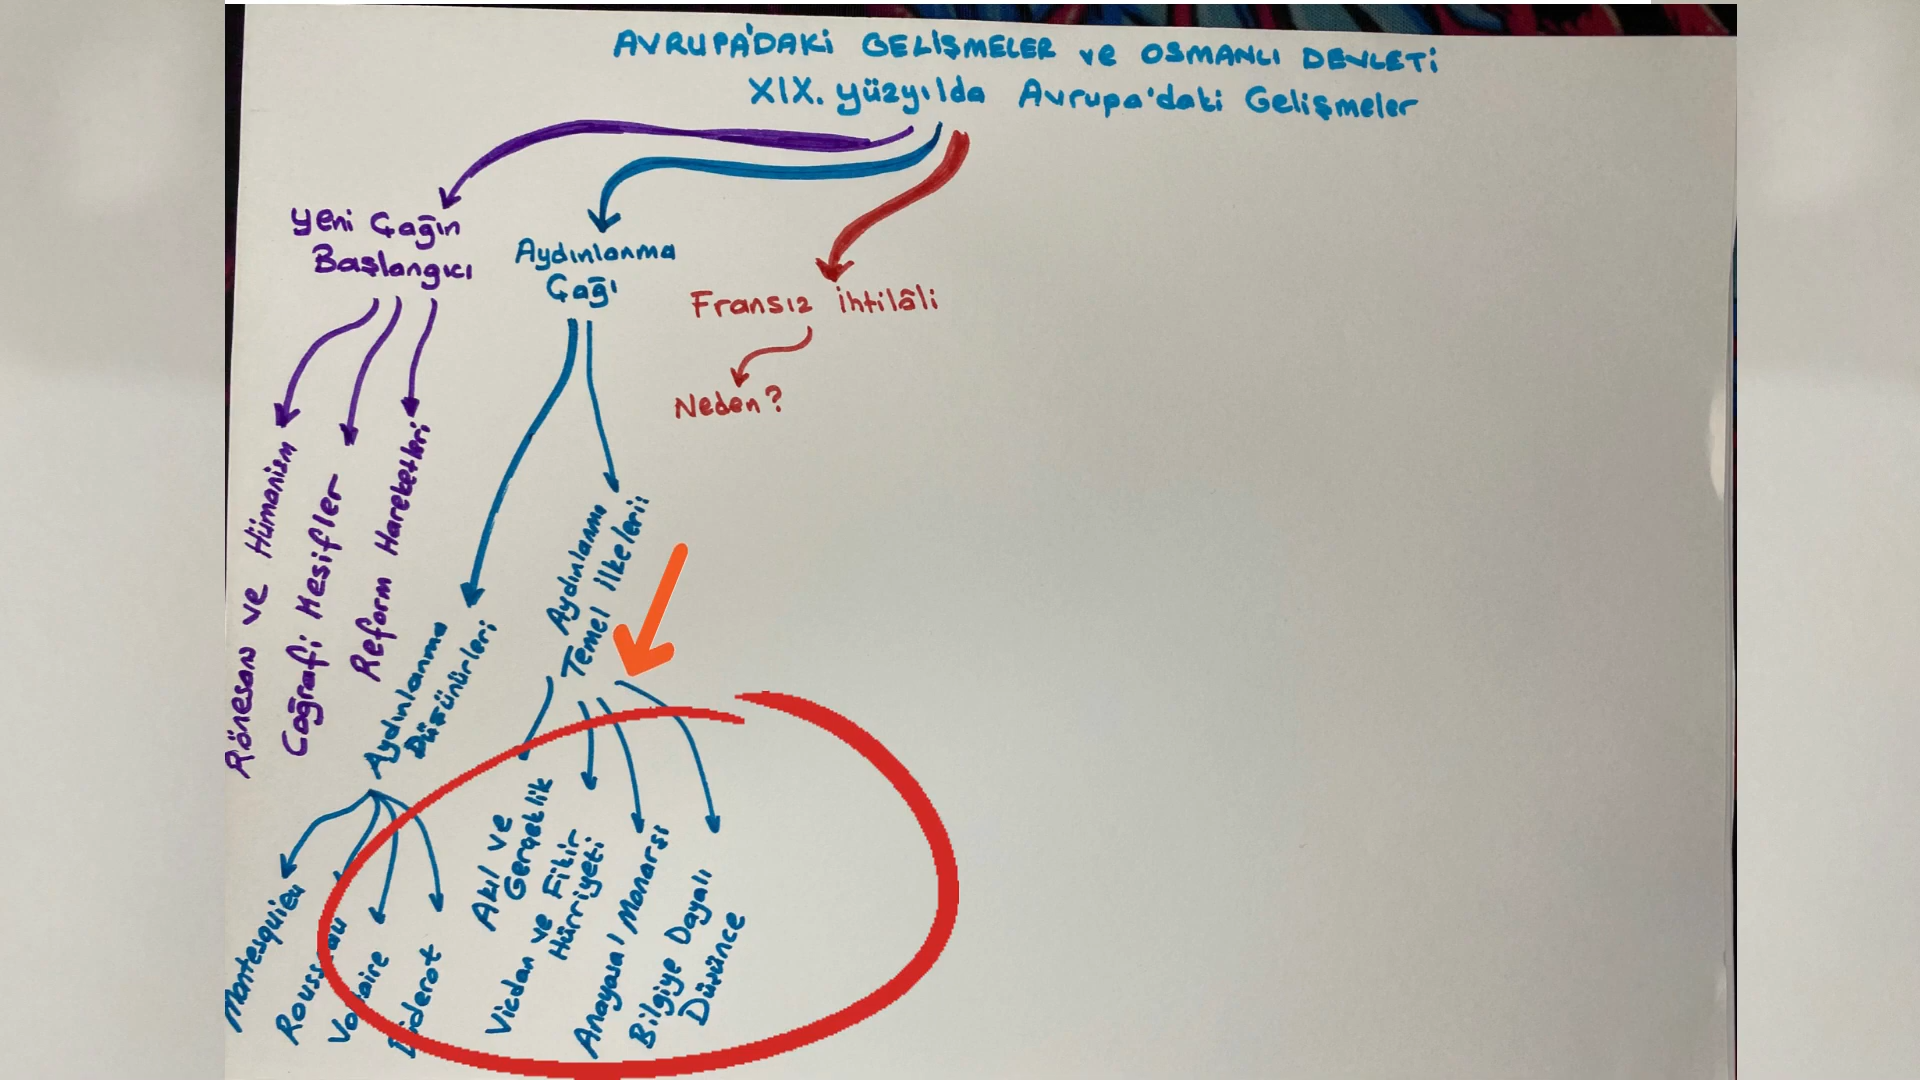 AVRUPA'DAKİ GELİŞMELER ve OSMANLI DEVLETİ
XIX. yüzyılda Avrupa'daki Gelişmeler
Yeni Çağın
Başlangıcı
Rönesans ve Hümanizm
Coğrafi Kesifler
Reform Hareketleri
Aydınlanma
Çağı
Aydınlanma
Düşünürleri
Montesquieu
Diderot
Aydınlanma
Temel ilkeleri:
Akıl ve
Gerçeklik
Vicdan ve Fikir
Hürriyeti
Anayasal Monarşi
Bilgiye Dayalı
Düşünce
Fransız İhtilâli
Neden?